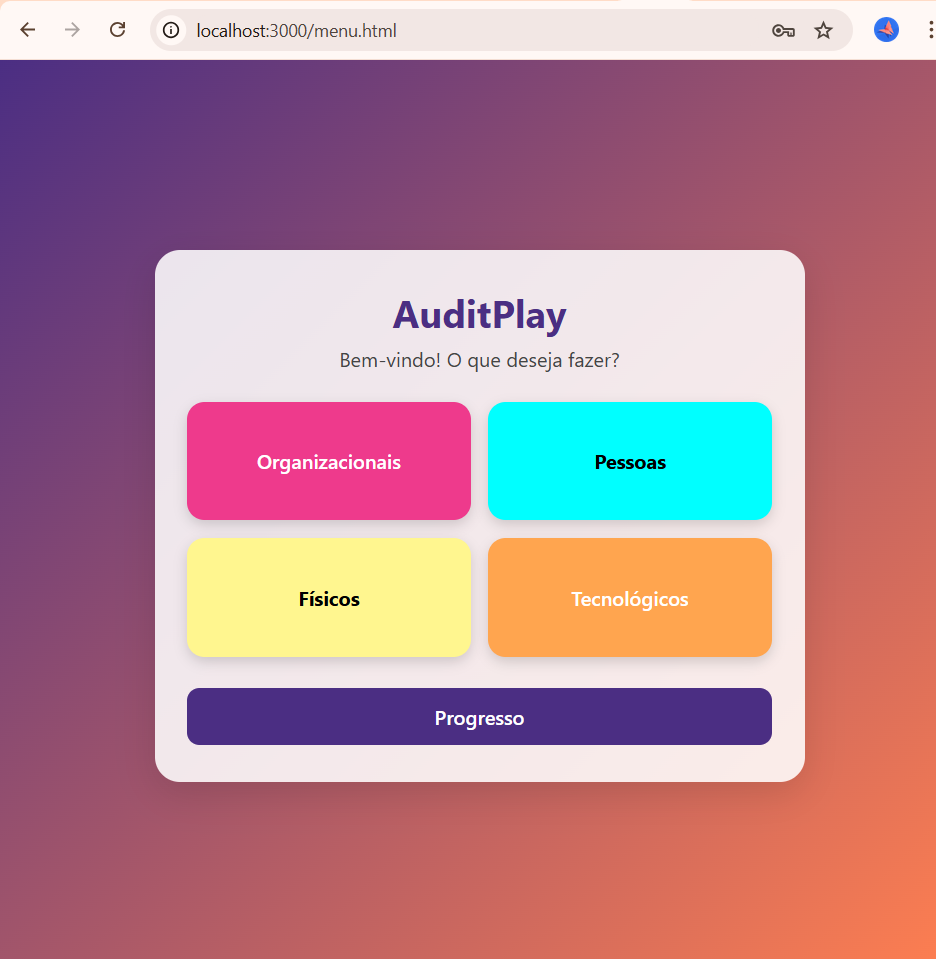 localhost:3000/menu.html
AuditPlay
Bem-vindo! O que deseja fazer?
Organizacionais
Pessoas
Físicos
Tecnológicos
Progresso